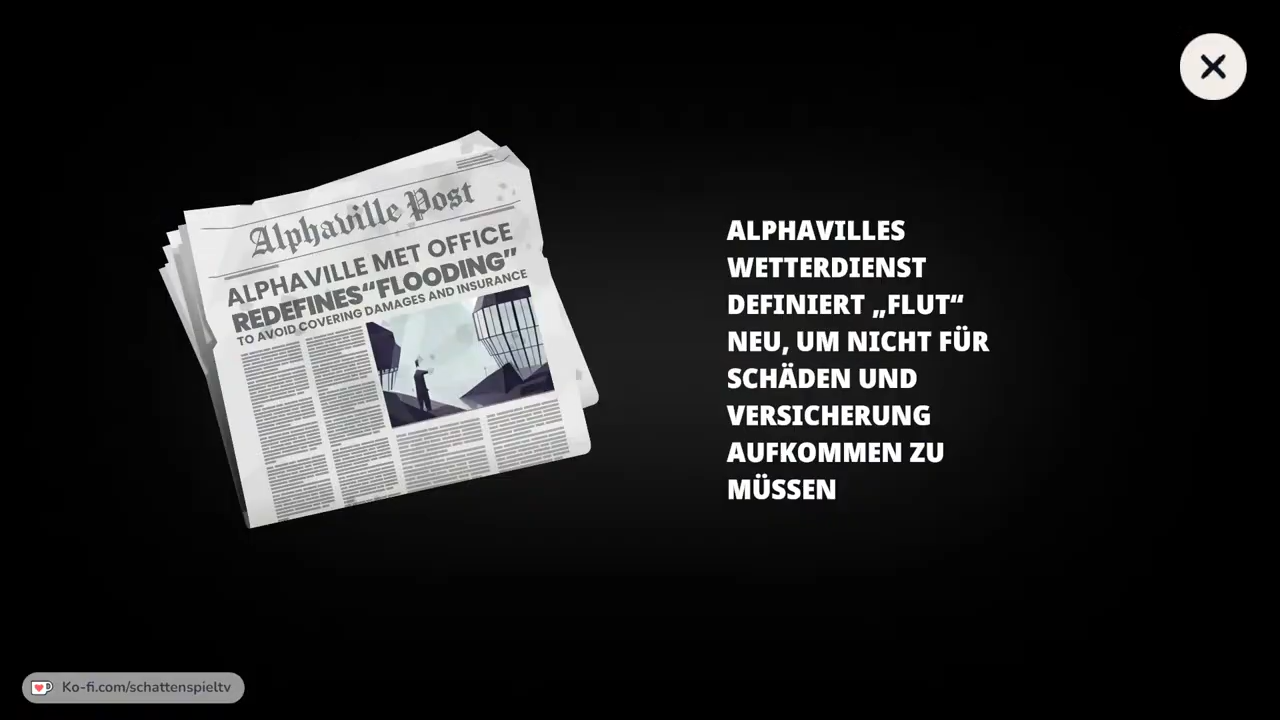 Alphaville Post
ALPHAVILLE MET OFFICE
REDEFINES “FLOODING”
TO AVOID COVERING DAMAGES AND INSURANCE
ALPHAVILLES
WETTERDIENST
DEFINIERT „FLUT“
NEU, UM NICHT FÜR
SCHÄDEN UND
VERSICHERUNG
AUFKOMMEN ZU
MÜSSEN
Ko-fi.com/schattenspieltv